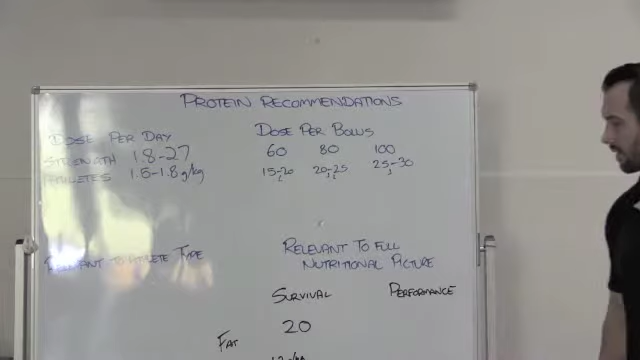 PROTEIN RECOMMENDATIONS
DOSE PER DAY
STRENGTH 1.8-27
ATHLETES 1.5-1.8 g/kg
DOSE PER BOLUS
60 80 100
15-20 20-25 25-30
RELEVANT TO ATHLETE TYPE
RELEVANT TO FULL
NUTRITIONAL PICTURE
SURVIVAL PERFORMANCE
20
FAT